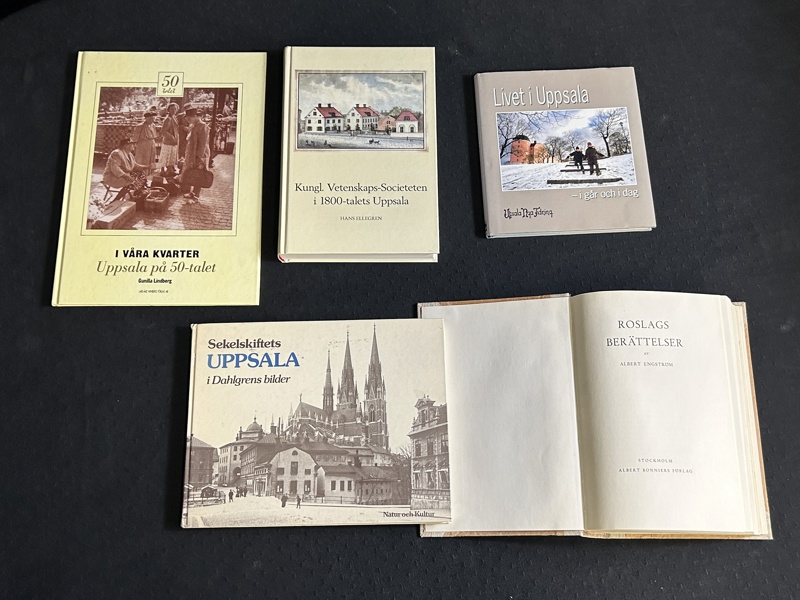 50
talet
I VÅRA KVARTER
Uppsala på 50-talet
Gunilla Lindberg
Kungl. Vetenskaps-Societeten
i 1800-talets Uppsala
HANS ELLEGREN
Livet i Uppsala
– i går och i dag
Upsala Nya Tidning
Sekelskiftets
UPPSALA
i Dahlgrens bilder
Natur och Kultur
ROSLAGS
BERÄTTELSER
AV
ALBERT ENGSTRÖM
STOCKHOLM
ALBERT BONNIERS FÖRLAG